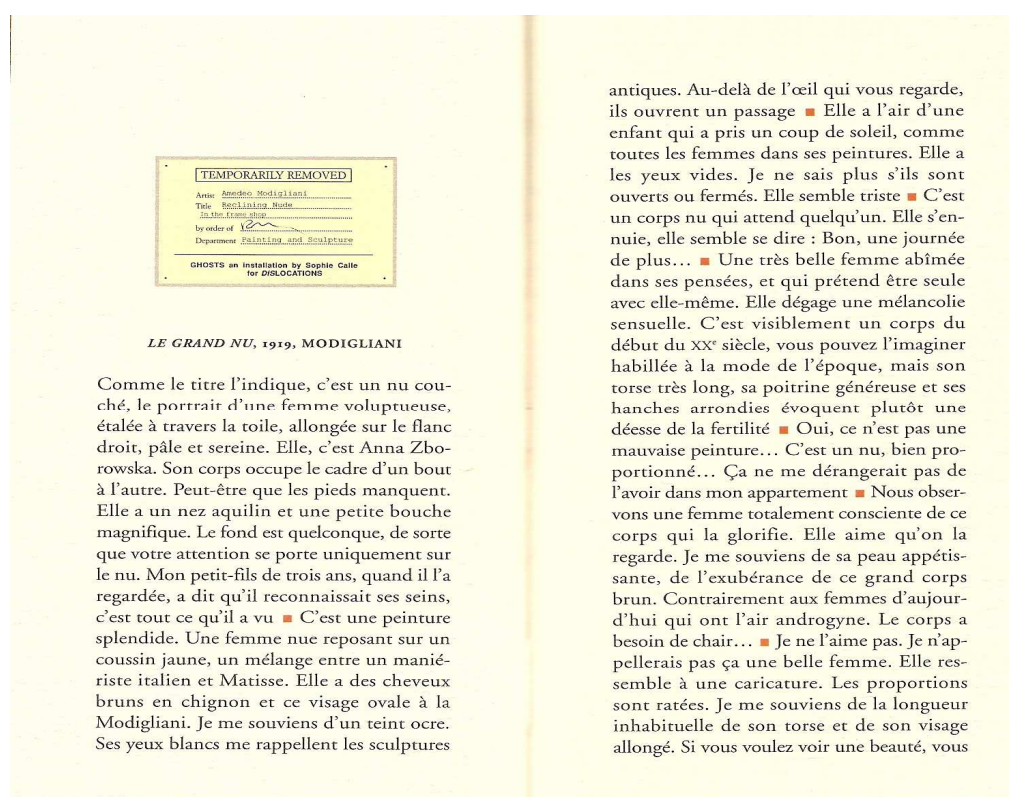 TEMPORARILY REMOVED
Artist Amedeo Modigliani
Title Reclining Nude
In the frame shop
by order of
Department Painting and Sculpture
GHOSTS an installation by Sophie Calle
for DISLOCATIONS
LE GRAND NU, 1919, MODIGLIANI
Comme le titre l'indique, c'est un nu cou-
ché, le portrait d'une femme voluptueuse,
étalée à travers la toile, allongée sur le flanc
droit, pâle et sereine. Elle, c'est Anna Zbo-
rowska. Son corps occupe le cadre d'un bout
à l'autre. Peut-être que les pieds manquent.
Elle a un nez aquilin et une petite bouche
magnifique. Le fond est quelconque, de sorte
que votre attention se porte uniquement sur
le nu. Mon petit-fils de trois ans, quand il l'a
regardée, a dit qu'il reconnaissait ses seins,
c'est tout ce qu'il a vu ■ C'est une peinture
splendide. Une femme nue reposant sur un
coussin jaune, un mélange entre un manié-
riste italien et Matisse. Elle a des cheveux
bruns en chignon et ce visage ovale à la
Modigliani. Je me souviens d'un teint ocre.
Ses yeux blancs me rappellent les sculptures
antiques. Au-delà de l'œil qui vous regarde,
ils ouvrent un passage ■ Elle a l'air d'une
enfant qui a pris un coup de soleil, comme
toutes les femmes dans ses peintures. Elle a
les yeux vides. Je ne sais plus s'ils sont
ouverts ou fermés. Elle semble triste ■ C'est
un corps nu qui attend quelqu'un. Elle s'en-
nuie, elle semble se dire : Bon, une journée
de plus... ■ Une très belle femme abîmée
dans ses pensées, et qui prétend être seule
avec elle-même. Elle dégage une mélancolie
sensuelle. C'est visiblement un corps du
début du XXe siècle, vous pouvez l'imaginer
habillée à la mode de l'époque, mais son
torse très long, sa poitrine généreuse et ses
hanches arrondies évoquent plutôt une
déesse de la fertilité ■ Oui, ce n'est pas une
mauvaise peinture... C'est un nu, bien pro-
portionné... Ça ne me dérangerait pas de
l'avoir dans mon appartement ■ Nous obser-
vons une femme totalement consciente de ce
corps qui la glorifie. Elle aime qu'on la
regarde. Je me souviens de sa peau appétis-
sante, de l'exubérance de ce grand corps
brun. Contrairement aux femmes d'aujour-
d'hui qui ont l'air androgyne. Le corps a
besoin de chair... ■ Je ne l'aime pas. Je n'ap-
pellerais pas ça une belle femme. Elle res-
semble à une caricature. Les proportions
sont ratées. Je me souviens de la longueur
inhabituelle de son torse et de son visage
allongé. Si vous voulez voir une beauté, vous